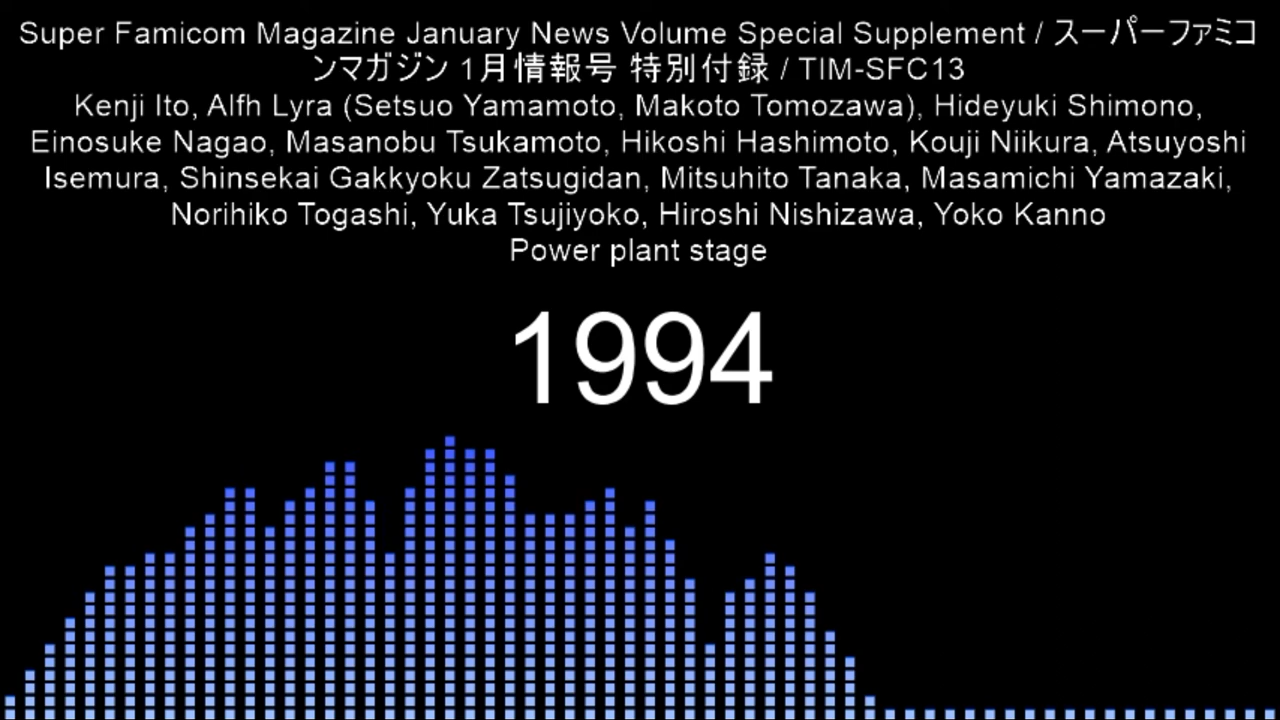 Super Famicom Magazine January News Volume Special Supplement / スーパーファミコ
ンマガジン 1月情報号 特別付録 / TIM-SFC13
Kenji Ito, Alfh Lyra (Setsuo Yamamoto, Makoto Tomozawa), Hideyuki Shimono,
Einosuke Nagao, Masanobu Tsukamoto, Hikoshi Hashimoto, Kouji Niikura, Atsuyoshi
Isemura, Shinsekai Gakkyoku Zatsugidan, Mitsuhito Tanaka, Masamichi Yamazaki,
Norihiko Togashi, Yuka Tsujiyoko, Hiroshi Nishizawa, Yoko Kanno
Power plant stage
1994